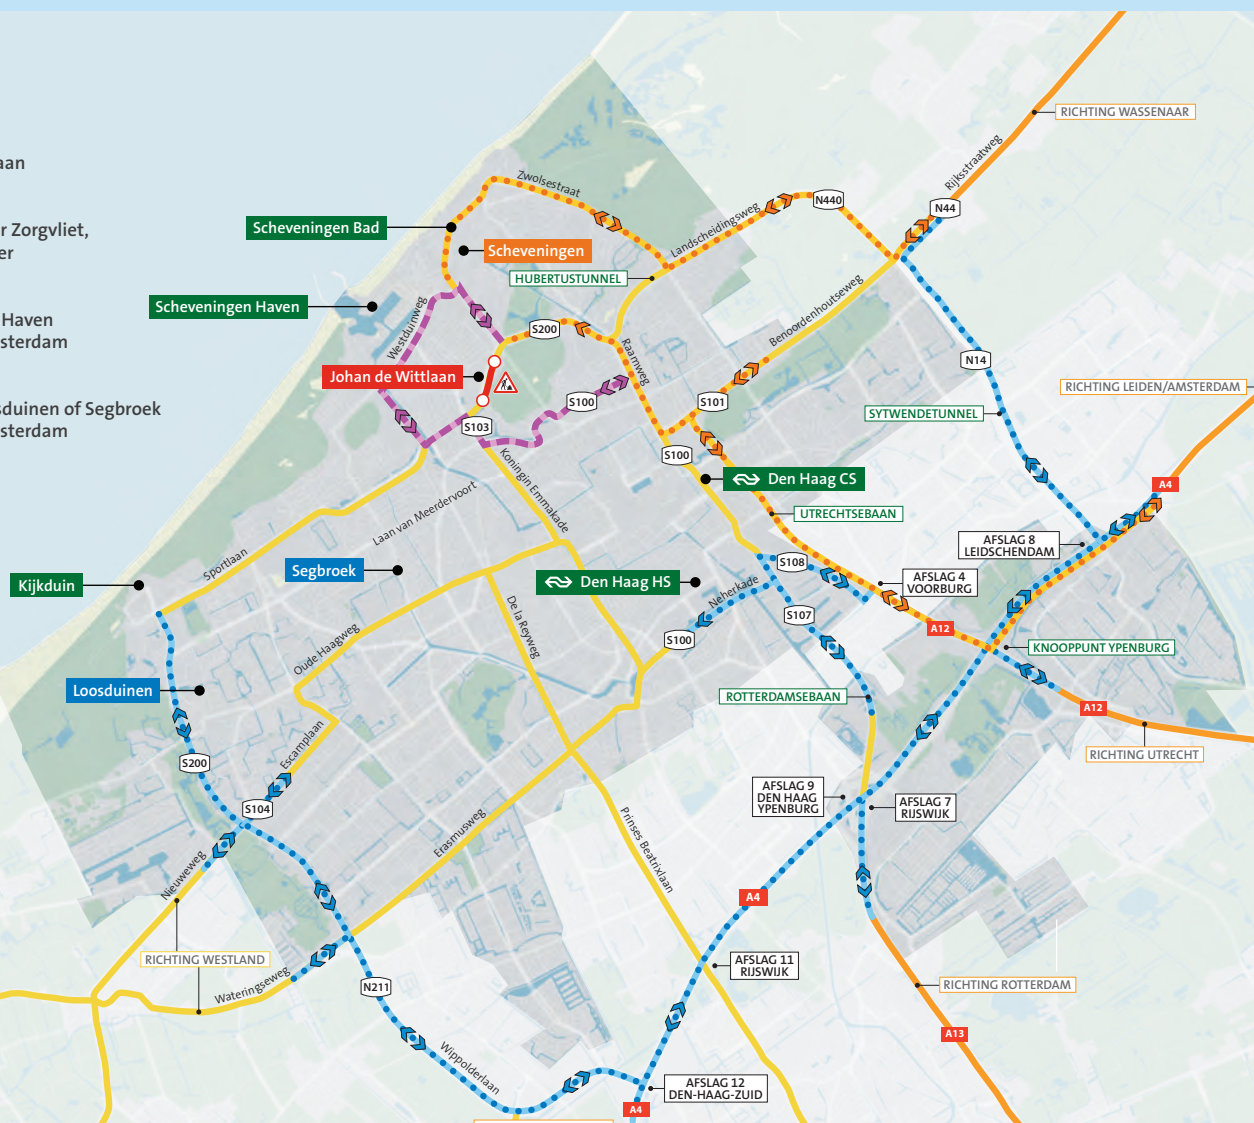 RICHTING WASSENAAR
aan
Rijksstraatweg
Zwolsestraat
N440
N44
Landscheidingsweg
r Zorgvliet,
er
Scheveningen Bad
Scheveningen
HUBERTUSTUNNEL
Benoordenhoutseweg
Scheveningen Haven
Haven
sterdam
Westduinweg
S200
Raamweg
N14
Johan de Wittlaan
RICHTING LEIDEN/AMSTERDAM
S100
S101
sduinen of Segbroek
sterdam
SYTWENDETUNNEL
S103
S100
Koningin Emmakade
Den Haag CS
A4
Laan van Meerdervoort
UTRECHTSEBAAN
AFSLAG 8
LEIDSCHENDAM
Sportlaan
Segbroek
S108
Kijkduin
Den Haag HS
Neherkade
AFSLAG 4
VOORBURG
S107
De la Reyweg
S100
A12
Oude Haagweg
KNOOPPUNT YPENBURG
Loosduinen
ROTTERDAMSEBAAN
A12
Escamplaan
RICHTING UTRECHT
S200
S104
AFSLAG 9
DEN HAAG
YPENBURG
AFSLAG 7
RIJSWIJK
Erasmusweg
Prinses Beatrixlaan
Nieuweweg
A4
RICHTING WESTLAND
AFSLAG 11
RIJSWIJK
Wateringseweg
N211
RICHTING ROTTERDAM
A13
Wippolderlaan
AFSLAG 12
DEN-HAAG-ZUID
A4